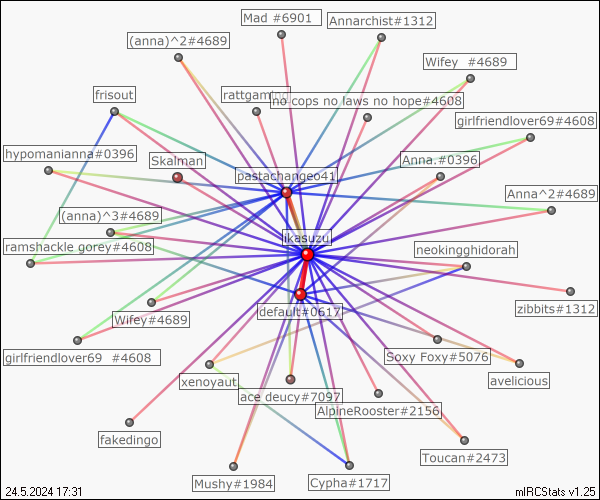 Mad #6901
Annarchist#1312
(anna)^2#4689
Wifey #4689
frisout
no cops no laws no hope#4608
girlfriendlover69#4608
hypomanianna#0396
Skalman
Anna.#0396
pastachangeo41
Anna^2#4689
(anna)^3#4689
likasuzu
ramshackle gorey#4608
neokingghidorah
zibbits#1312
default#0617
Wifey#4689
girlfriendlover69 #4608
Soxy Foxy#5076
xenoyaut
avelicious
ace deucy#7097
AlpineRooster#2156
fakedingo
Toucan#2473
Mushy#1984
Cypha#1717
24.5.2024 17:31
mIRCStats v1.25